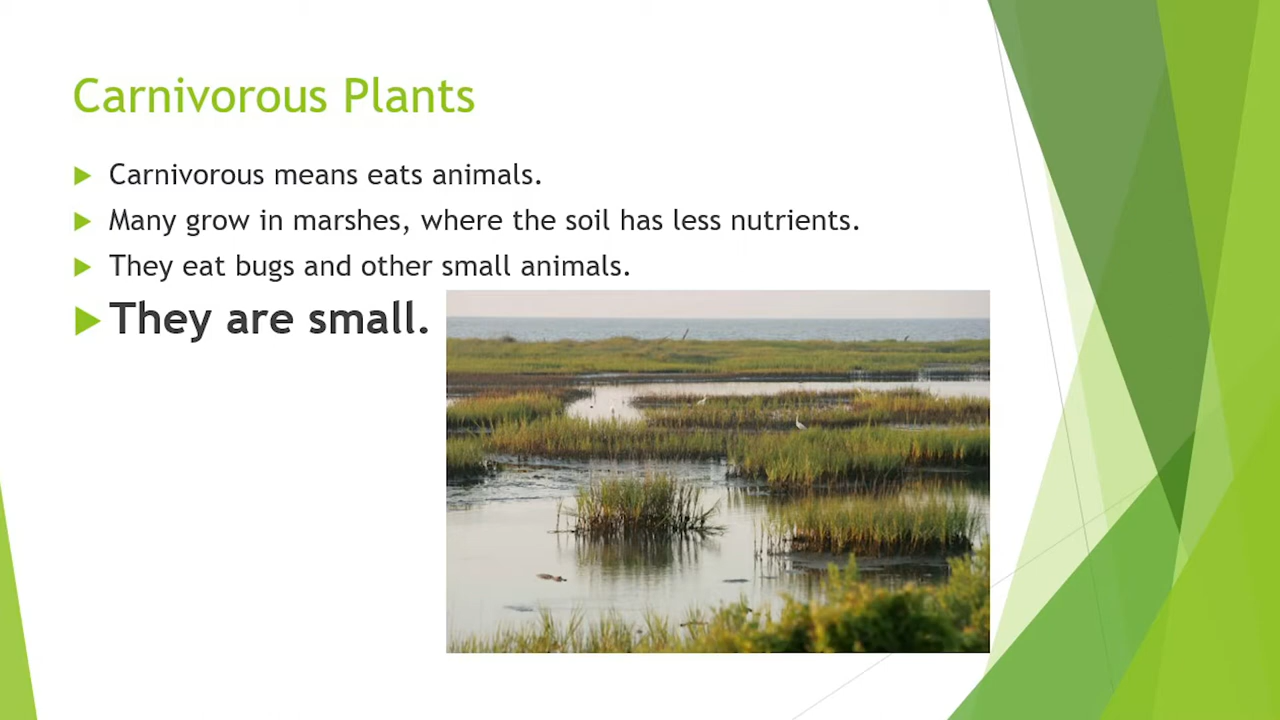 Carnivorous Plants
Carnivorous means eats animals.
Many grow in marshes, where the soil has less nutrients.
They eat bugs and other small animals.
They are small.